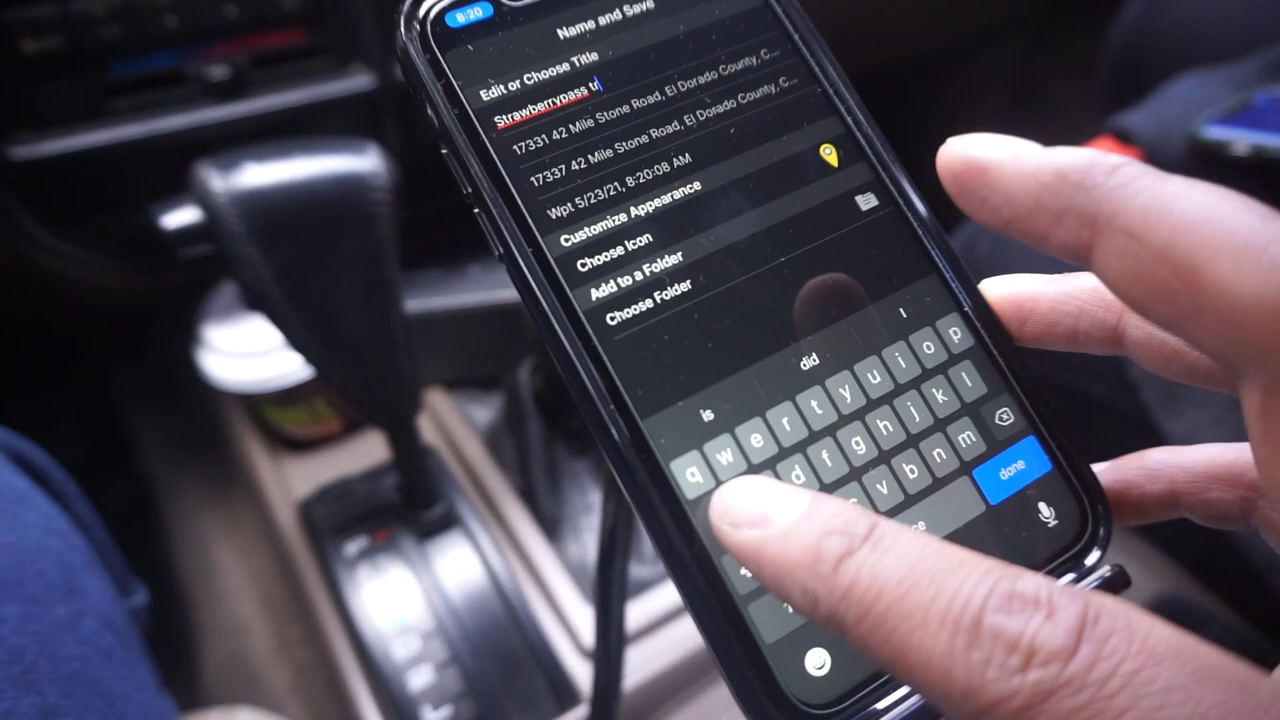 8:20
Name and Save
Edit or Choose Title
Strawberrypass tr
17331 42 Mile Stone Road, El Dorado County, C...
17337 42 Mile Stone Road, El Dorado County, C...
Wpt 5/23/21, 8:20:08 AM
Customize Appearance
Choose Icon
Add to a Folder
Choose Folder
is did I
q w e r t y u i o p
d f g h j k l
v b n m
done